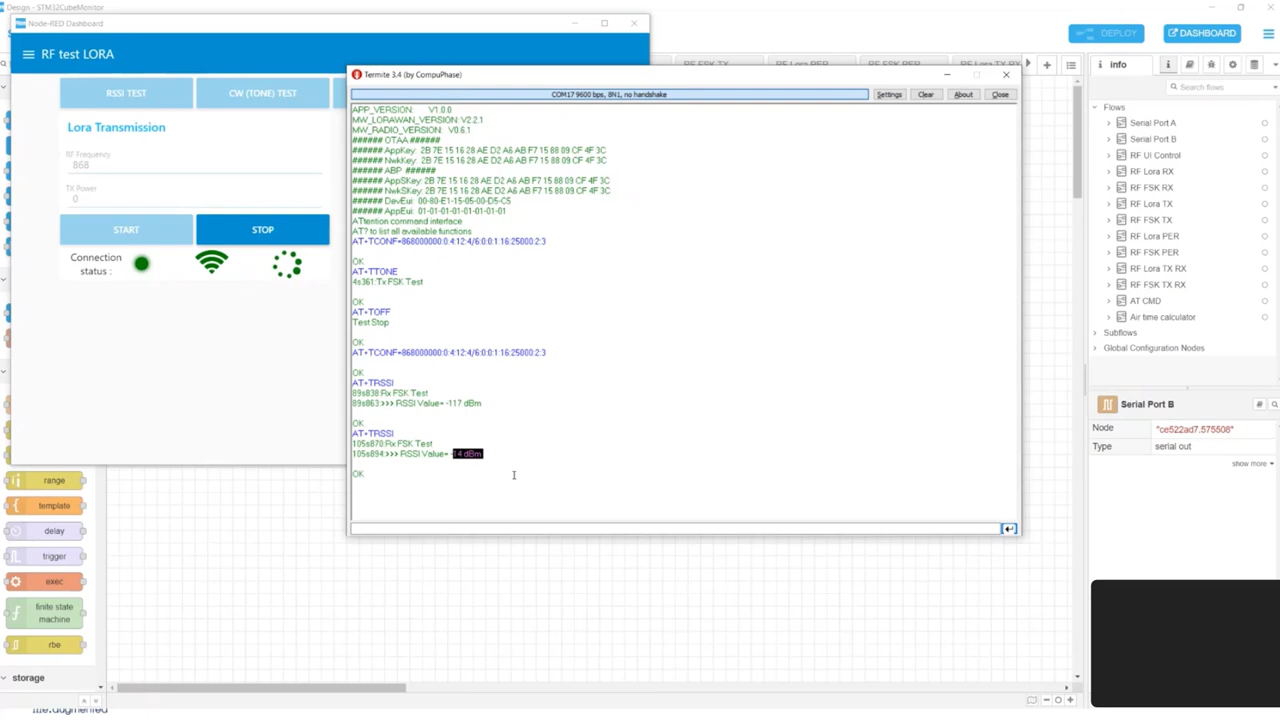 Design - STM32CubeMonitor
Node-RED Dashboard
RF test LORA
RSSI TEST
CW (TONE) TEST
Lora Transmission
RF Frequency
868
TX Power
0
START
STOP
Connection
status :
Termite 3.4 (by CompuPhase)
COM17 9600 bps, 8N1, no handshake
Settings
Clear
About
Close
APP_VERSION: V1.0.0
MW_LORAWAN_VERSION: V2.2.1
MW_RADIO_VERSION: V0.6.1
###### OTAA ######
AppKey: 2B 7E 15 16 28 AE D2 A6 AB F7 15 88 09 CF 4F 3C
NwkKey: 2B 7E 15 16 28 AE D2 A6 AB F7 15 88 09 CF 4F 3C
###### ABP ######
AppSKey: 2B 7E 15 16 28 AE D2 A6 AB F7 15 88 09 CF 4F 3C
NwkSKey: 2B 7E 15 16 28 AE D2 A6 AB F7 15 88 09 CF 4F 3C
###### DevEui: 00-80-E1-15-05-00-D5-C5
###### AppEui: 01-01-01-01-01-01-01-01
ATtention command interface
AT? to list all available functions
AT+TCONF=868000000:0:4:12:4/6:0:0:1:16:25000:2:3
OK
AT+TTONE
4s361:Tx FSK Test
OK
AT+TOFF
Test Stop
OK
AT+TCONF=868000000:0:4:12:4/6:0:0:1:16:25000:2:3
OK
AT+TRSSI
89s838:Rx FSK Test
89s863:>>> RSSI Value= -117 dBm
OK
AT+TRSSI
105s870:Rx FSK Test
105s894:>>> RSSI Value= -14 dBm
OK
DEPLOY
DASHBOARD
info
Search flows
Flows
Serial Port A
Serial Port B
RF Ui Control
RF Lora RX
RF FSK RX
RF Lora TX
RF FSK TX
RF Lora PER
RF FSK PER
RF Lora TX RX
RF FSK TX RX
AT CMD
Air time calculator
Subflows
Global Configuration Nodes
Serial Port B
Node "ce522ad7.575508"
Type serial out
show more
range
template
delay
trigger
exec
finite state
machine
rbe
storage